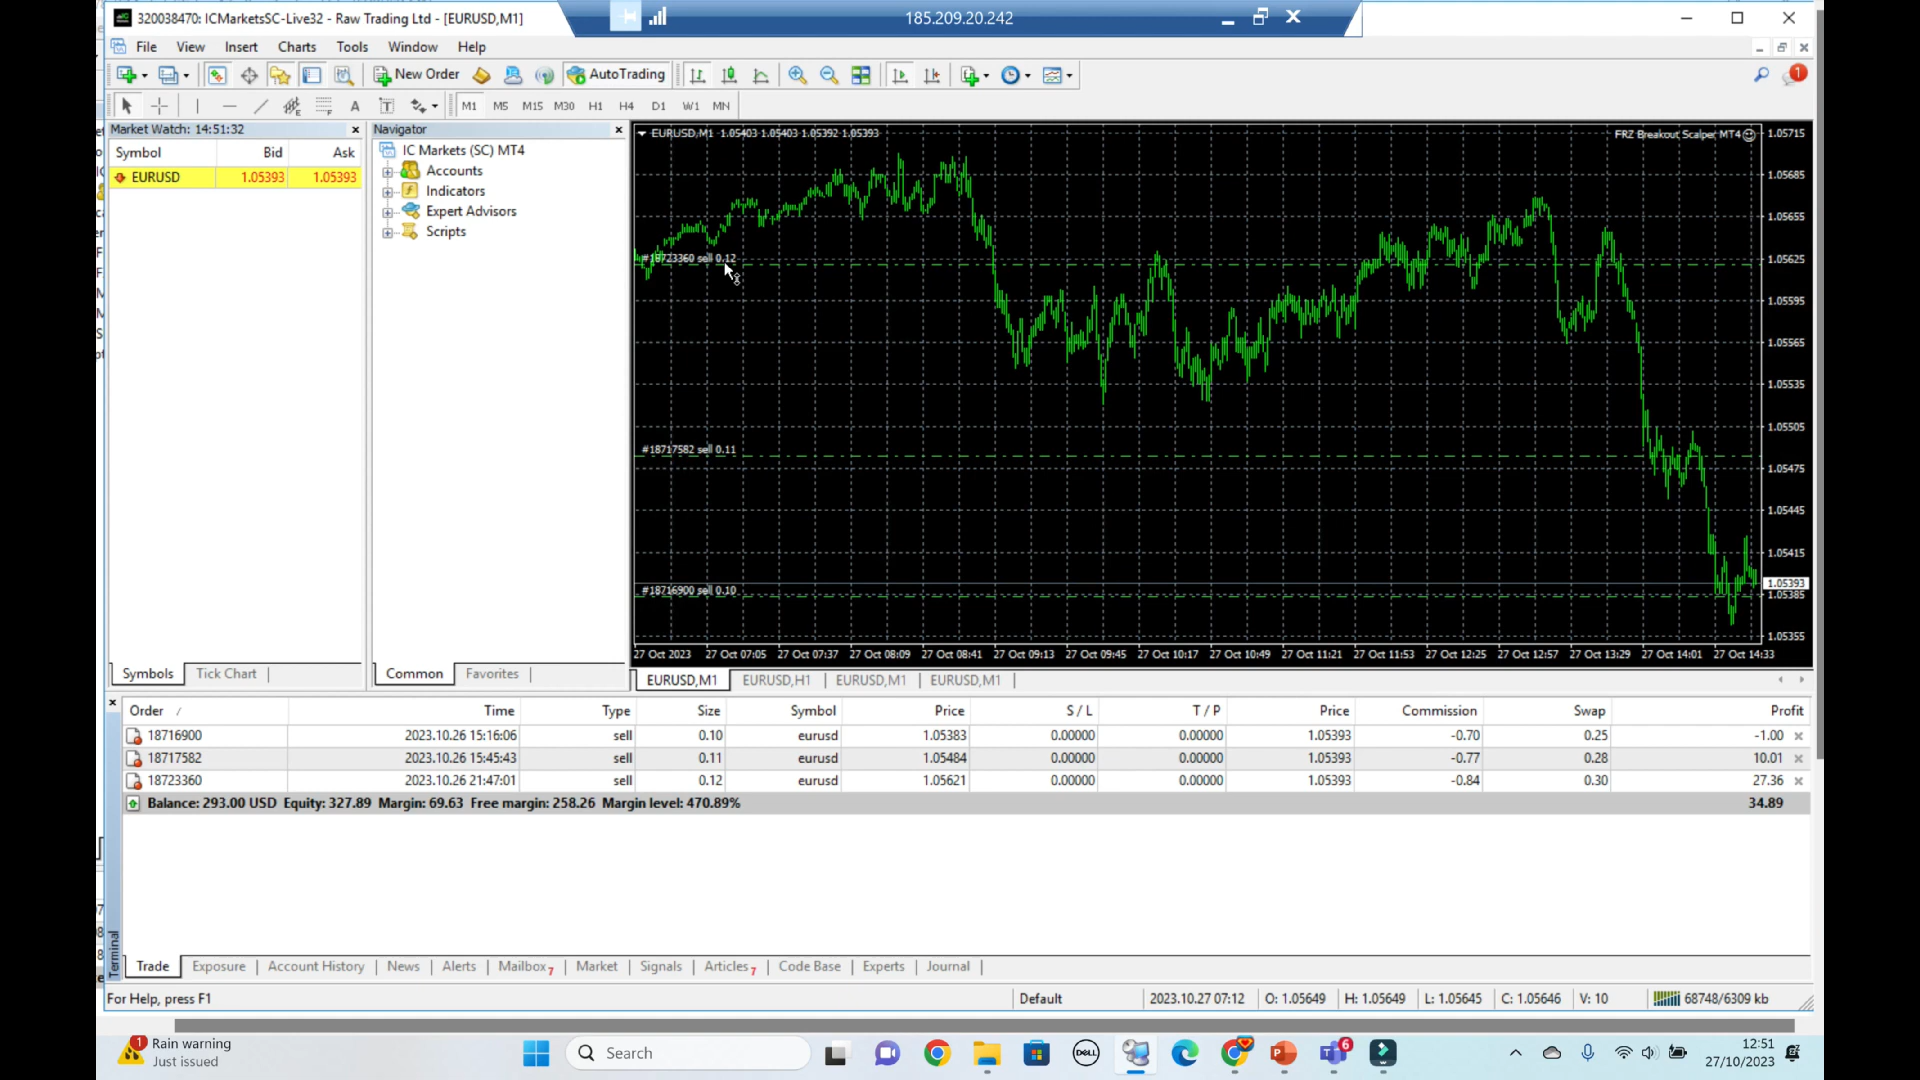 320038470: ICMarketsSC-Live32 - Raw Trading Ltd - [EURUSD,M1]
185.209.20.242
File View Insert Charts Tools Window Help
New Order AutoTrading
1
A T M1 M5 M15 M30 H1 H4 D1 W1 MN
Market Watch: 14:51:32
Symbol Bid Ask
EURUSD 1.05393 1.05393
Symbols Tick Chart
Navigator
IC Markets (SC) MT4
Accounts
Indicators
Expert Advisors
Scripts
Common Favorites
EURUSD,M1 1.05403 1.05403 1.05392 1.05393
FRZ Breakout Scalper MT4
1.05715
1.05685
1.05655
1.05625
1.05595
1.05565
1.05535
1.05505
1.05475
1.05445
1.05415
1.05393
1.05385
1.05355
#18723360 sell 0.12
#18717582 sell 0.11
#18716900 sell 0.10
27 Oct 2023 27 Oct 07:05 27 Oct 07:37 27 Oct 08:09 27 Oct 08:41 27 Oct 09:13 27 Oct 09:45 27 Oct 10:17 27 Oct 10:49 27 Oct 11:21 27 Oct 11:53 27 Oct 12:25 27 Oct 12:57 27 Oct 13:29 27 Oct 14:01 27 Oct 14:33
EURUSD,M1 EURUSD,H1 EURUSD,M1 EURUSD,M1
Order / Time Type Size Symbol Price S / L T / P Price Commission Swap Profit
18716900 2023.10.26 15:16:06 sell 0.10 eurusd 1.05383 0.00000 0.00000 1.05393 -0.70 0.25 -1.00
18717582 2023.10.26 15:45:43 sell 0.11 eurusd 1.05484 0.00000 0.00000 1.05393 -0.77 0.28 10.01
18723360 2023.10.26 21:47:01 sell 0.12 eurusd 1.05621 0.00000 0.00000 1.05393 -0.84 0.30 27.36
Balance: 293.00 USD Equity: 327.89 Margin: 69.63 Free margin: 258.26 Margin level: 470.89% 34.89
Terminal
Trade Exposure Account History News Alerts Mailbox 7 Market Signals Articles 7 Code Base Experts Journal
For Help, press F1 Default 2023.10.27 07:12 O: 1.05649 H: 1.05649 L: 1.05645 C: 1.05646 V: 10 68748/6309 kb
1 Rain warning
Just issued
Search
DELL
6
12:51
27/10/2023